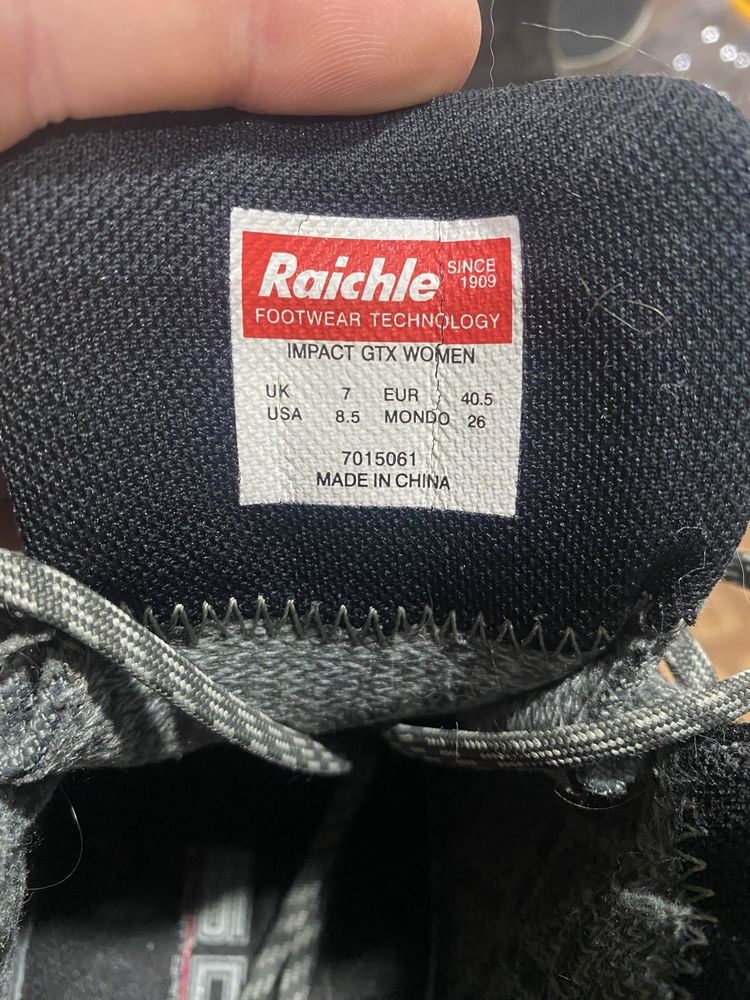 Raichle SINCE 1909
FOOTWEAR TECHNOLOGY
IMPACT GTX WOMEN
UK 7 EUR 40.5
USA 8.5 MONDO 26
7015061
MADE IN CHINA